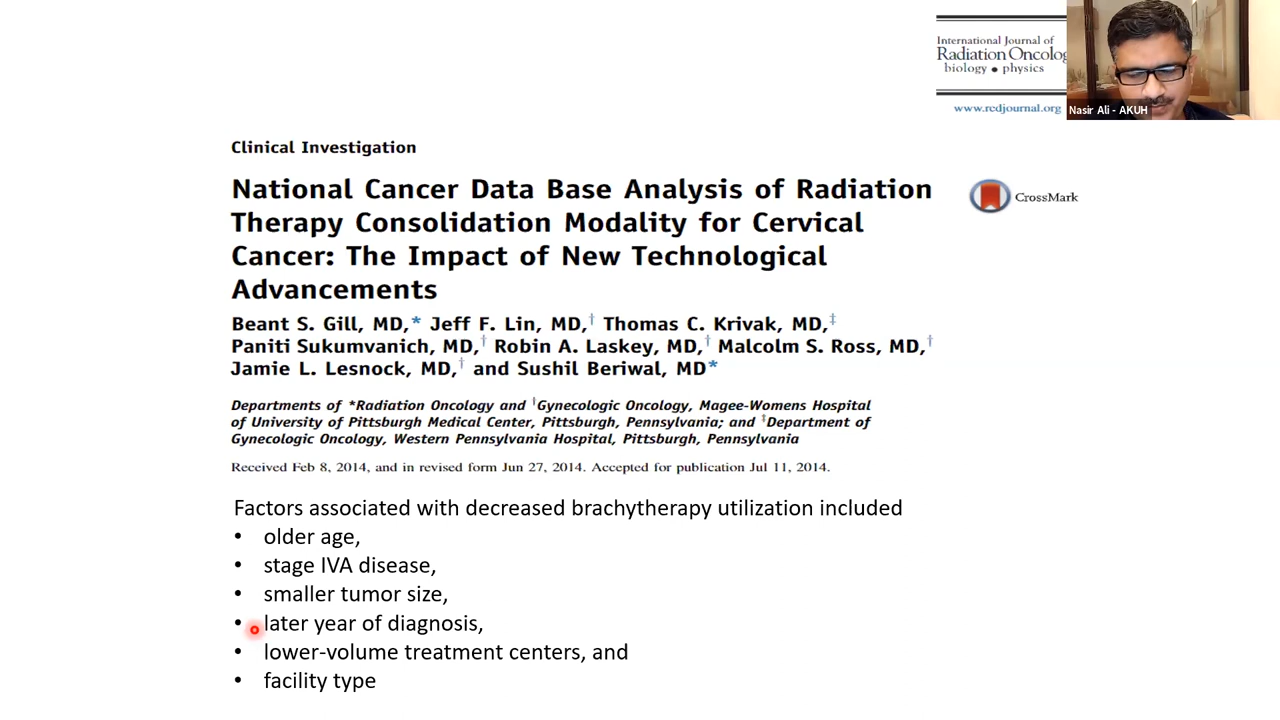 International Journal of
Radiation Oncolog
biology • physics
www.redjournal.org
Nasir Ali - AKUH
Clinical Investigation
National Cancer Data Base Analysis of Radiation
Therapy Consolidation Modality for Cervical
Cancer: The Impact of New Technological
Advancements
CrossMark
Beant S. Gill, MD,* Jeff F. Lin, MD,† Thomas C. Krivak, MD,‡
Paniti Sukumvanich, MD,† Robin A. Laskey, MD,† Malcolm S. Ross, MD,†
Jamie L. Lesnock, MD,† and Sushil Beriwal, MD*
Departments of *Radiation Oncology and †Gynecologic Oncology, Magee-Womens Hospital
of University of Pittsburgh Medical Center, Pittsburgh, Pennsylvania; and ‡Department of
Gynecologic Oncology, Western Pennsylvania Hospital, Pittsburgh, Pennsylvania
Received Feb 8, 2014, and in revised form Jun 27, 2014. Accepted for publication Jul 11, 2014.
Factors associated with decreased brachytherapy utilization included
• older age,
• stage IVA disease,
• smaller tumor size,
• later year of diagnosis,
• lower-volume treatment centers, and
• facility type